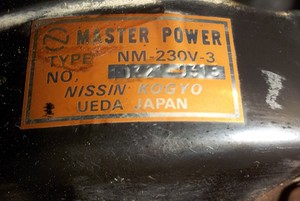 MASTER POWER
TYPE NM-230V-3
NO.
NISSIN KOGYO
UEDA JAPAN